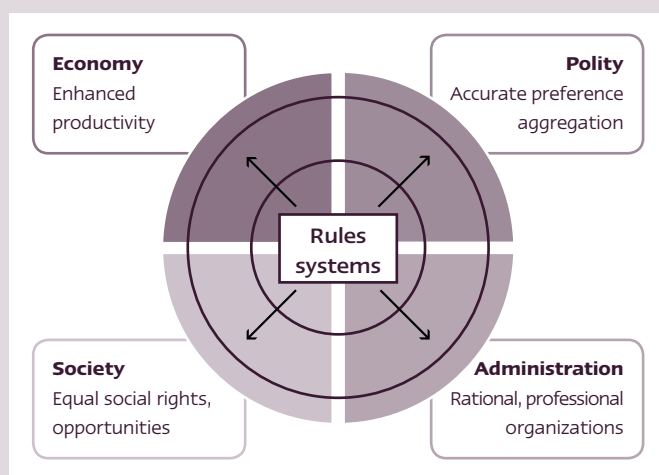 Economy
Enhanced
productivity
Polity
Accurate preference
aggregation
Rules
systems
Society
Equal social rights,
opportunities
Administration
Rational, professional
organizations